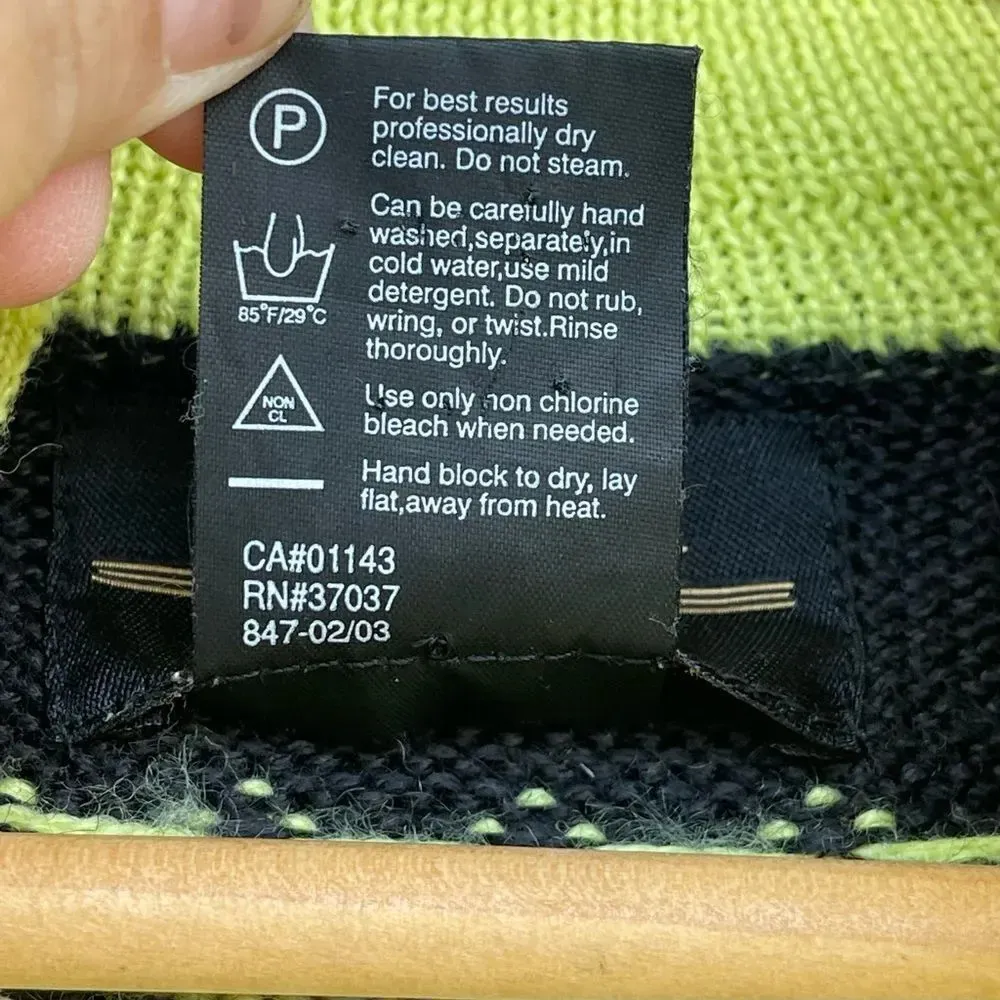 P
For best results
professionally dry
clean. Do not steam.
Can be carefully hand
washed,separately,in
cold water,use mild
detergent. Do not rub,
wring, or twist.Rinse
thoroughly.
85°F/29°C
NON
CL
Use only non chlorine
bleach when needed.
Hand block to dry, lay
flat,away from heat.
CA#01143
RN#37037
847-02/03